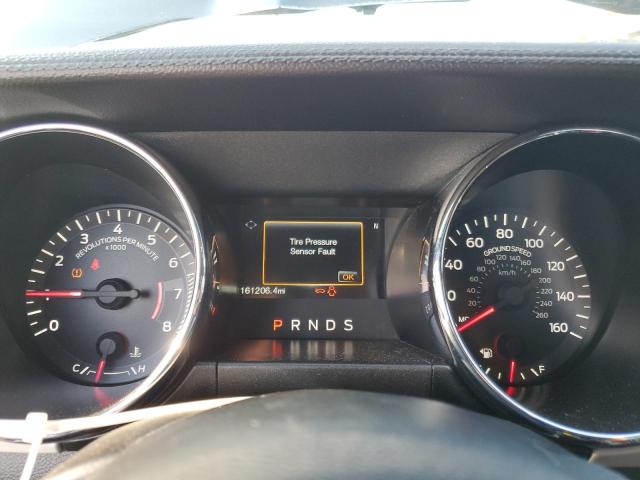 Tire Pressure
Sensor Fault
OK
N
161206.4mi
P R N D S
0 1 2 3 4 5 6 7 8
REVOLUTIONS PER MINUTE
x1000
C H
0 20 40 60 80 100 120 140 160
GROUND SPEED
km/h
20 40 60 80 100 120 140 160 180 200 220 240 260
F